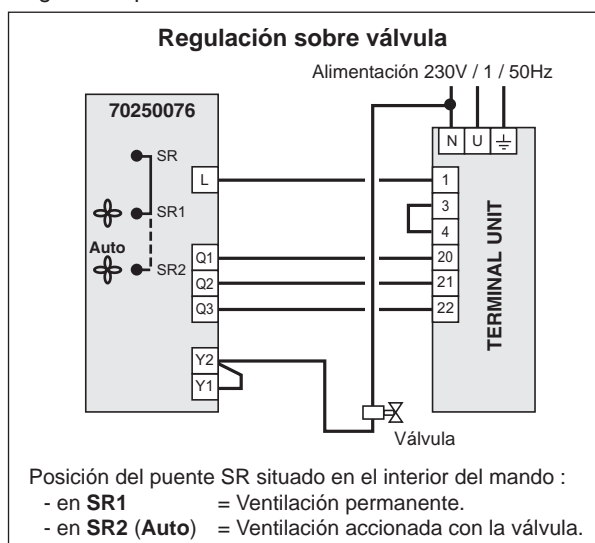 Regulación sobre válvula
Alimentación 230V / 1 / 50Hz
70250076
N U
SR
L
1
SR1
3
4
Auto
SR2
Q1
20
Q2
21
Q3
22
TERMINAL UNIT
Y2
Y1
Válvula
Posición del puente SR situado en el interior del mando :
- en SR1 = Ventilación permanente.
- en SR2 (Auto) = Ventilación accionada con la válvula.